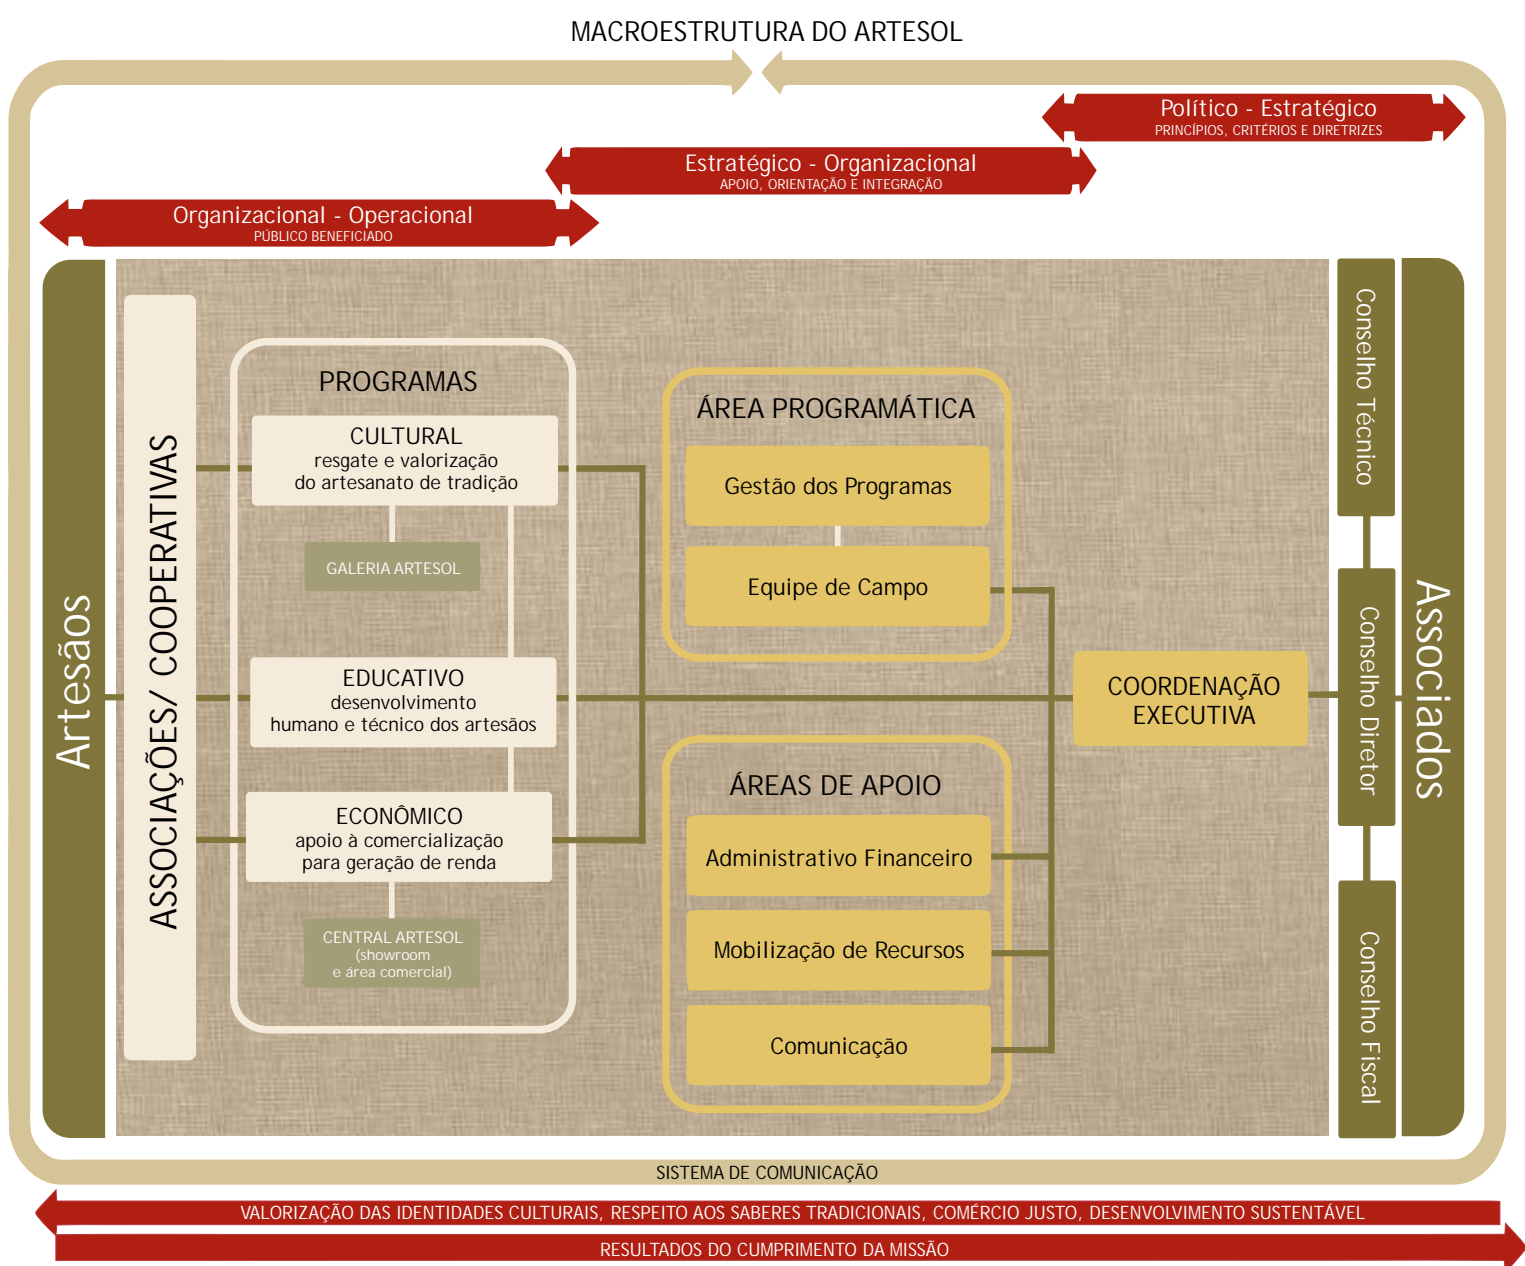 MACROESTRUTURA DO ARTESOL
Político - Estratégico
PRINCÍPIOS, CRITÉRIOS E DIRETRIZES
Estratégico - Organizacional
APOIO, ORIENTAÇÃO E INTEGRAÇÃO
Organizacional - Operacional
PÚBLICO BENEFICIADO
Artesãos
ASSOCIAÇÕES/ COOPERATIVAS
PROGRAMAS
CULTURAL
resgate e valorização
do artesanato de tradição
GALERIA ARTESOL
EDUCATIVO
desenvolvimento
humano e técnico dos artesãos
ECONÔMICO
apoio à comercialização
para geração de renda
CENTRAL ARTESOL
(showroom
e área comercial)
ÁREA PROGRAMÁTICA
Gestão dos Programas
Equipe de Campo
ÁREAS DE APOIO
Administrativo Financeiro
Mobilização de Recursos
Comunicação
COORDENAÇÃO
EXECUTIVA
Conselho Técnico
Conselho Diretor
Conselho Fiscal
Associados
SISTEMA DE COMUNICAÇÃO
VALORIZAÇÃO DAS IDENTIDADES CULTURAIS, RESPEITO AOS SABERES TRADICIONAIS, COMÉRCIO JUSTO, DESENVOLVIMENTO SUSTENTÁVEL
RESULTADOS DO CUMPRIMENTO DA MISSÃO